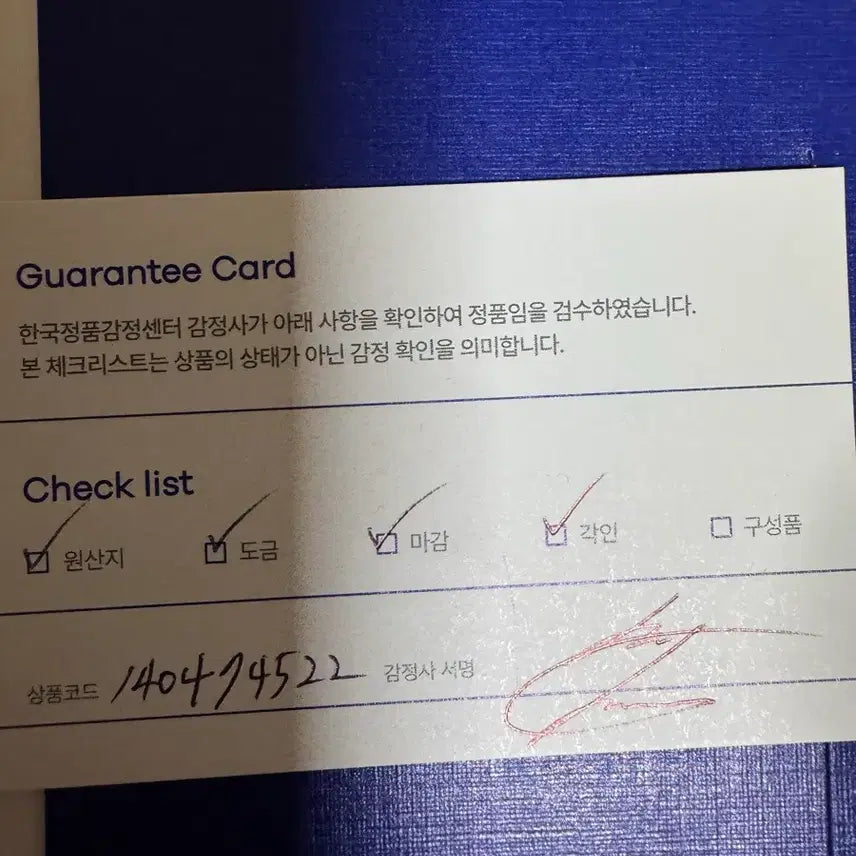 Guarantee Card
한국정품감정센터 감정사가 아래 사항을 확인하여 정품임을 검수하였습니다.
본 체크리스트는 상품의 상태가 아닌 감정 확인을 의미합니다.
Check list
원산지 도금 마감 각인 구성품
상품코드 140474522 감정사 서명